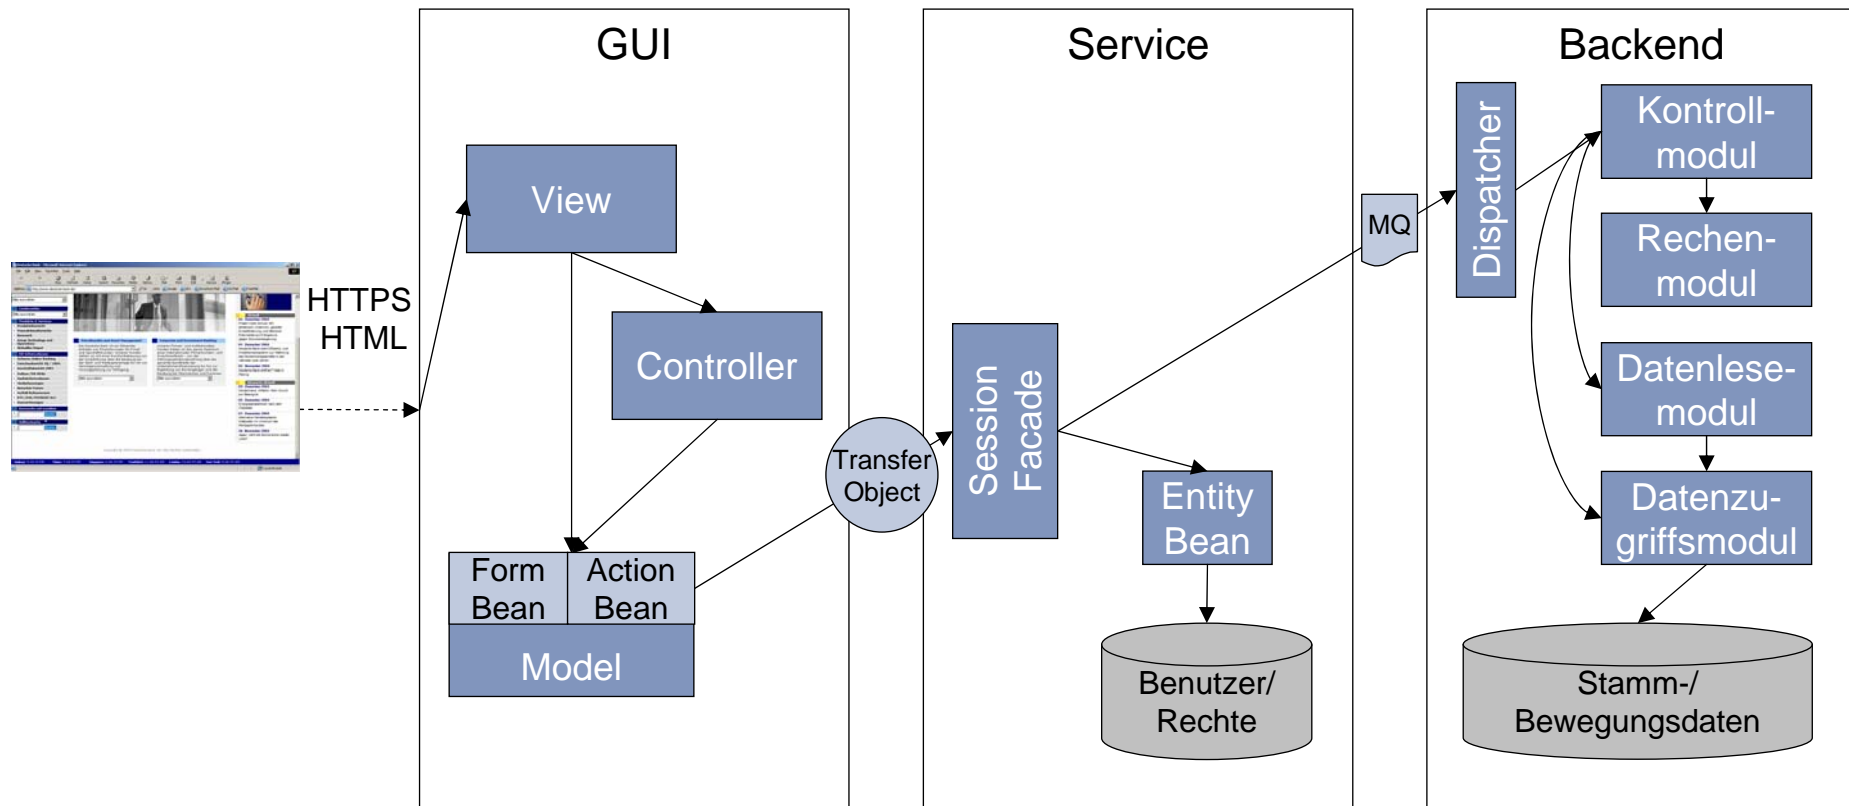 GUI
Service
Backend
HTTPS
HTML
View
Controller
Form
Bean
Action
Bean
Model
Transfer
Object
Session
Facade
Entity
Bean
Benutzer/
Rechte
MQ
Dispatcher
Kontroll-
modul
Rechen-
modul
Datenlese-
modul
Datenzu-
griffsmodul
Stamm-/
Bewegungsdaten